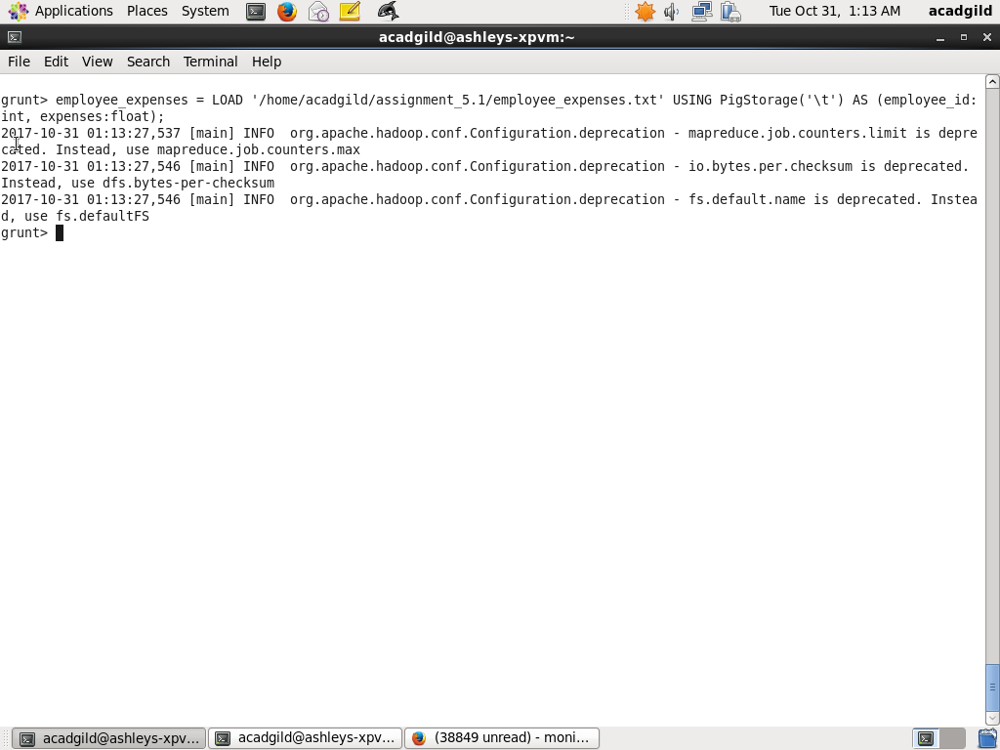 Applications Places System Tue Oct 31, 1:13 AM acadgild
acadgild@ashleys-xpvm:~
File Edit View Search Terminal Help
grunt> employee_expenses = LOAD '/home/acadgild/assignment_5.1/employee_expenses.txt' USING PigStorage('\t') AS (employee_id:
int, expenses:float);
2017-10-31 01:13:27,537 [main] INFO  org.apache.hadoop.conf.Configuration.deprecation - mapreduce.job.counters.limit is depre
cated. Instead, use mapreduce.job.counters.max
2017-10-31 01:13:27,546 [main] INFO  org.apache.hadoop.conf.Configuration.deprecation - io.bytes.per.checksum is deprecated.
Instead, use dfs.bytes-per-checksum
2017-10-31 01:13:27,546 [main] INFO  org.apache.hadoop.conf.Configuration.deprecation - fs.default.name is deprecated. Instea
d, use fs.defaultFS
grunt>
acadgild@ashleys-xpv... acadgild@ashleys-xpv... (38849 unread) - moni...